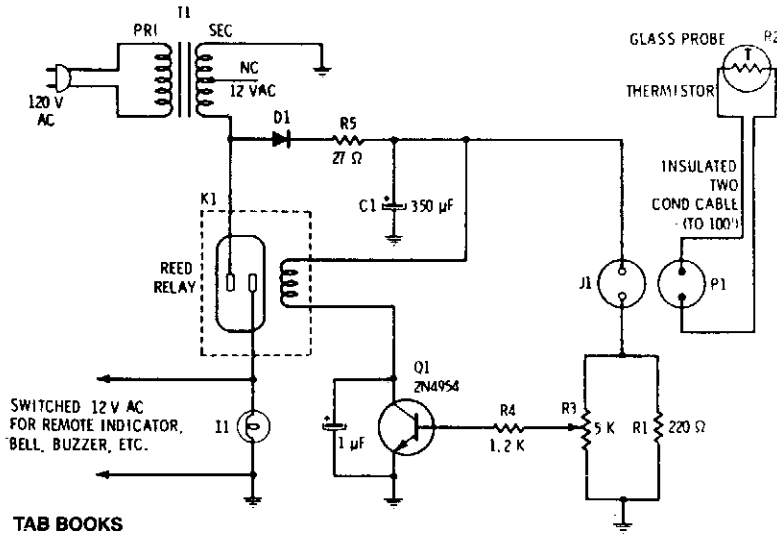 T1
PRI
SEC
NC
12 VAC
120 V
AC
D1
R5
27 Ω
K1
C1
350 µF
REED
RELAY
GLASS PROBE
R2
T
THERMISTOR
INSULATED
TWO
COND CABLE
(TO 100')
J1
P1
Q1
2N4954
SWITCHED 12 V AC
FOR REMOTE INDICATOR,
BELL, BUZZER, ETC.
I1
1 µF
R4
1.2 K
R3
5 K
R1
220 Ω
TAB BOOKS